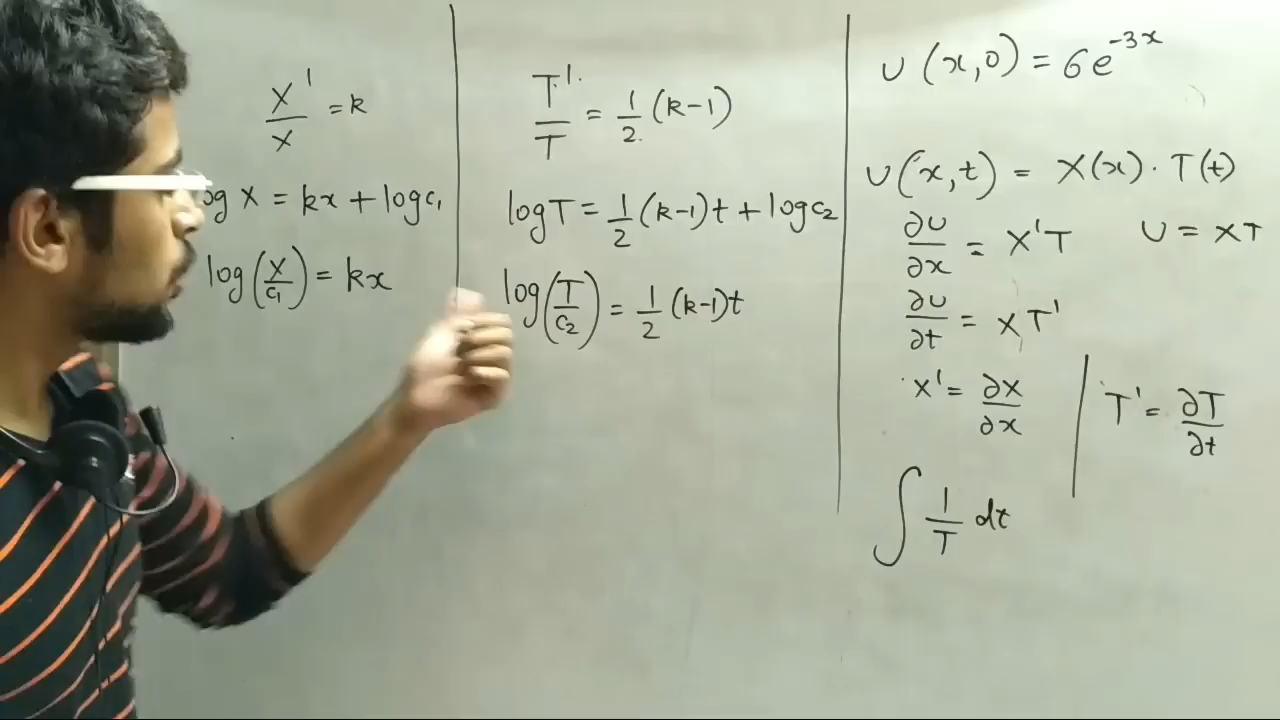 X'/X = k
log X = kx + log c₁
log(X/c₁) = kx
T'/T = 1/2 (k-1)
log T = 1/2 (k-1)t + log c₂
log(T/c₂) = 1/2 (k-1)t
U(x,0) = 6e^{-3x}
U(x,t) = X(x) · T(t)
∂U/∂x = X'T
U = XT
∂U/∂t = XT'
X' = ∂X/∂x
T' = ∂T/∂t
∫ 1/T dt